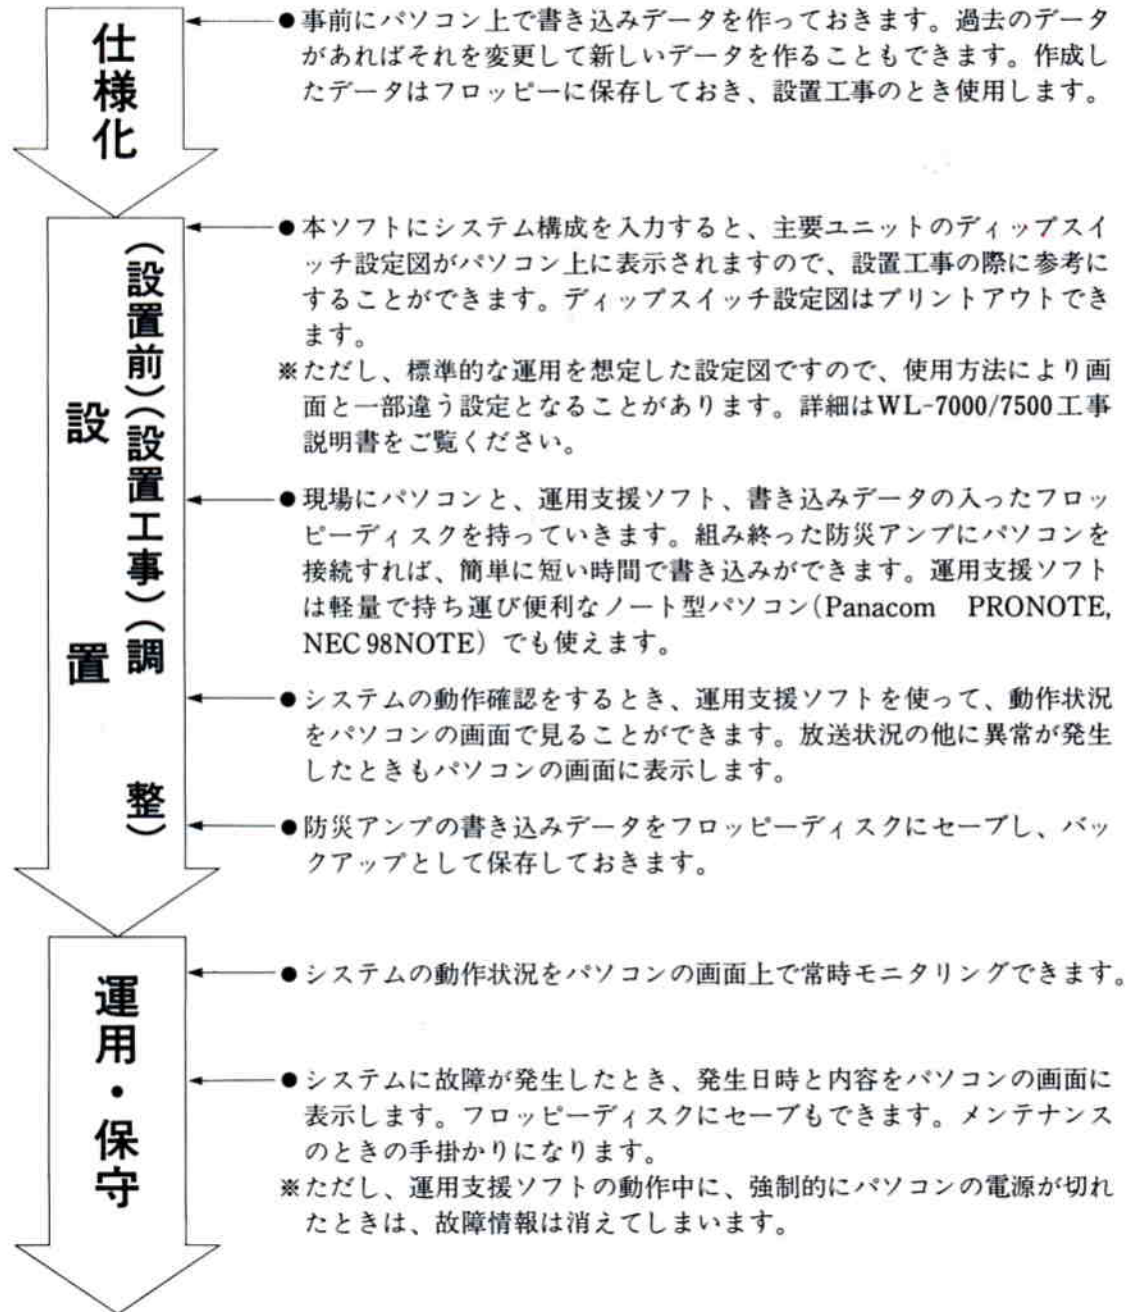 仕様化
●事前にパソコン上で書き込みデータを作っておきます。過去のデータ
があればそれを変更して新しいデータを作ることもできます。作成し
たデータはフロッピーに保存しておき、設置工事のとき使用します。
設置
(設置前)(設置工事)(調整)
●本ソフトにシステム構成を入力すると、主要ユニットのディップスイ
ッチ設定図がパソコン上に表示されますので、設置工事の際に参考に
することができます。ディップスイッチ設定図はプリントアウトでき
ます。
※ただし、標準的な運用を想定した設定図ですので、使用方法により画
面と一部違う設定となることがあります。詳細はWL-7000/7500工事
説明書をご覧ください。
●現場にパソコンと、運用支援ソフト、書き込みデータの入ったフロッ
ピーディスクを持っていきます。組み終った防災アンプにパソコンを
接続すれば、簡単に短い時間で書き込みができます。運用支援ソフト
は軽量で持ち運び便利なノート型パソコン(Panacom PRONOTE,
NEC 98NOTE)でも使えます。
●システムの動作確認をするとき、運用支援ソフトを使って、動作状況
をパソコンの画面で見ることができます。放送状況の他に異常が発生
したときもパソコンの画面に表示します。
●防災アンプの書き込みデータをフロッピーディスクにセーブし、バッ
クアップとして保存しておきます。
運用・保守
●システムの動作状況をパソコンの画面上で常時モニタリングできます。
●システムに故障が発生したとき、発生日時と内容をパソコンの画面に
表示します。フロッピーディスクにセーブもできます。メンテナンス
のときの手掛かりになります。
※ただし、運用支援ソフトの動作中に、強制的にパソコンの電源が切れ
たときは、故障情報は消えてしまいます。